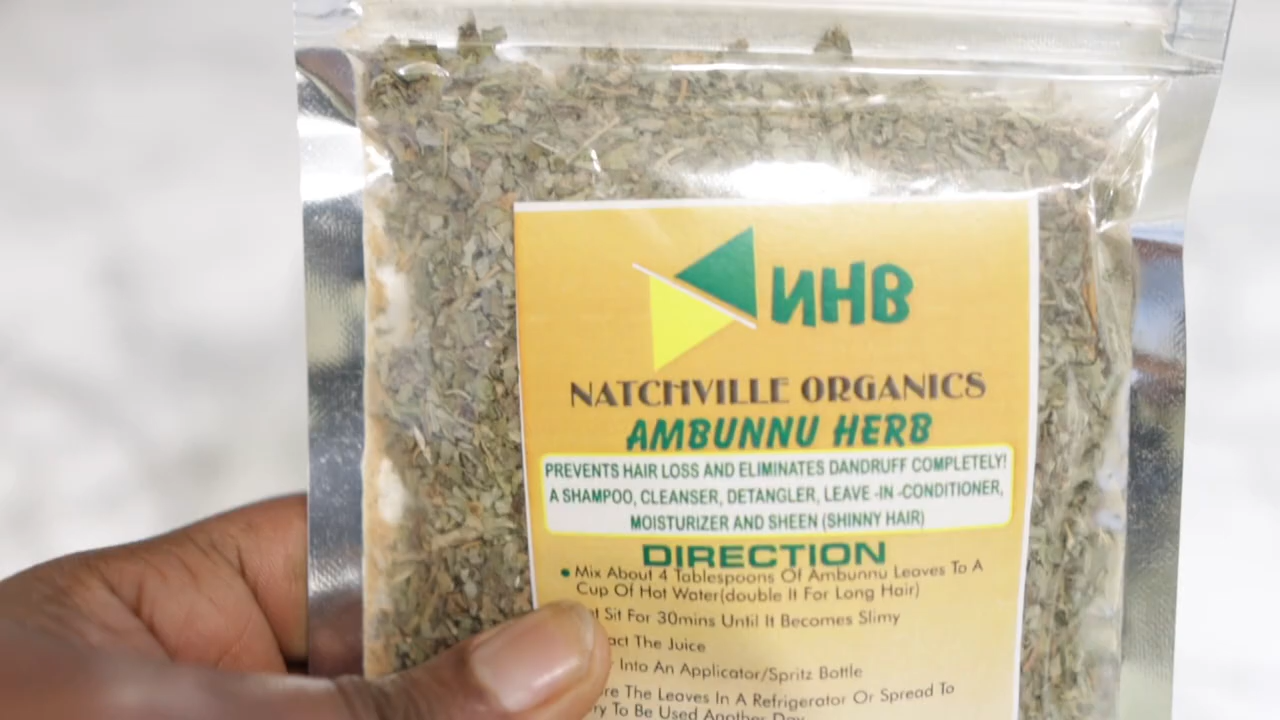 NHB
NATCHVILLE ORGANICS
AMBUNNU HERB
PREVENTS HAIR LOSS AND ELIMINATES DANDRUFF COMPLETELY!
A SHAMPOO, CLEANSER, DETANGLER, LEAVE -IN -CONDITIONER,
MOISTURIZER AND SHEEN (SHINNY HAIR)
DIRECTION
• Mix About 4 Tablespoons Of Ambunnu Leaves To A
Cup Of Hot Water(double It For Long Hair)
Sit For 30mins Until It Becomes Slimy
The Juice
Into An Applicator/Spritz Bottle
The Leaves In A Refrigerator Or Spread To
To Be Used Another Day